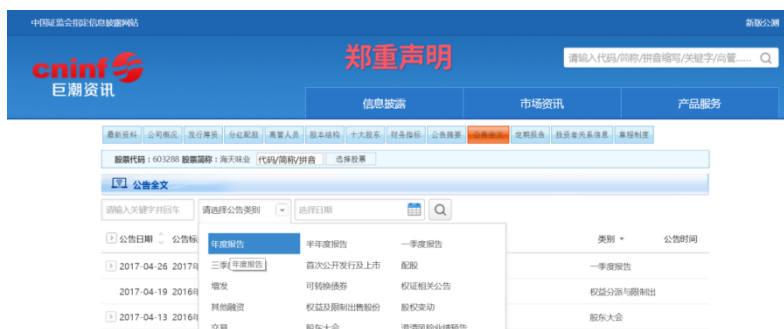 中国证监会指定信息披露网站
新版公测
cninf
巨潮资讯
郑重声明
请输入代码/简称/拼音缩写/关键字/高管......
信息披露 市场资讯 产品服务
最新资料 公司概况 发行筹资 分红配股 高管人员 股本结构 十大股东 财务指标 公告摘要 公告全文 定期报告 投资者关系信息 章程制度
股票代码：603288 股票简称：海天味业 代码/简称/拼音 选择股票
公告全文
请输入关键字并回车 请选择公告类别 选择日期
公告日期 公告标 类别 公告时间
年度报告 半年度报告 一季度报告
2017-04-26 2017年 三季 年度报告 首次公开发行及上市 配股 一季度报告
增发 可转换债券 权证相关公告
2017-04-19 2016年 权益分派与限制出
其他融资 权益及限制出售股份 股权变动
2017-04-13 2016年 股东大会
交易 股东大会 澄清风险业绩预告